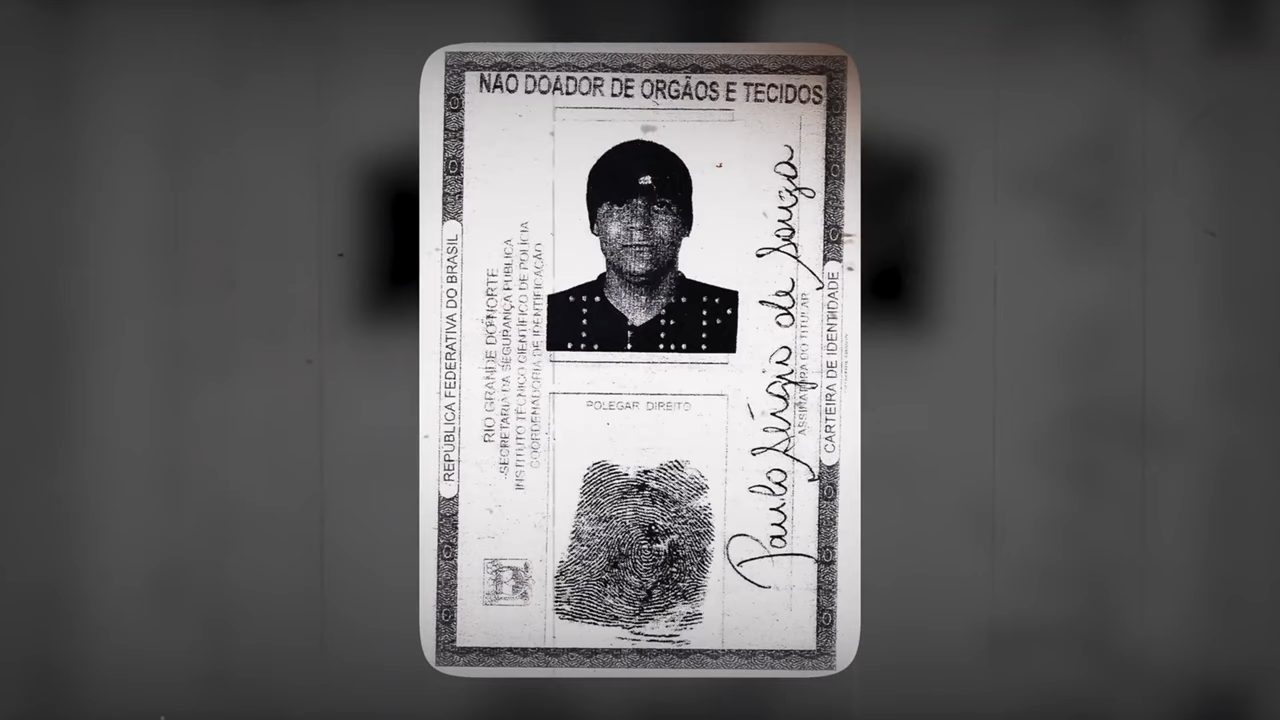 NAO DOADOR DE ORGÃOS E TECIDOS
REPÚBLICA FEDERATIVA DO BRASIL
RIO GRANDE DO NORTE
SECRETARIA DA SEGURANÇA PÚBLICA
INSTITUTO TÉCNICO CIENTÍFICO DE POLÍCIA
COORDENADORIA DE IDENTIFICAÇÃO
POLEGAR DIREITO
Paulo Sérgio de Souza
ASSINATURA DO TITULAR
CARTEIRA DE IDENTIDADE